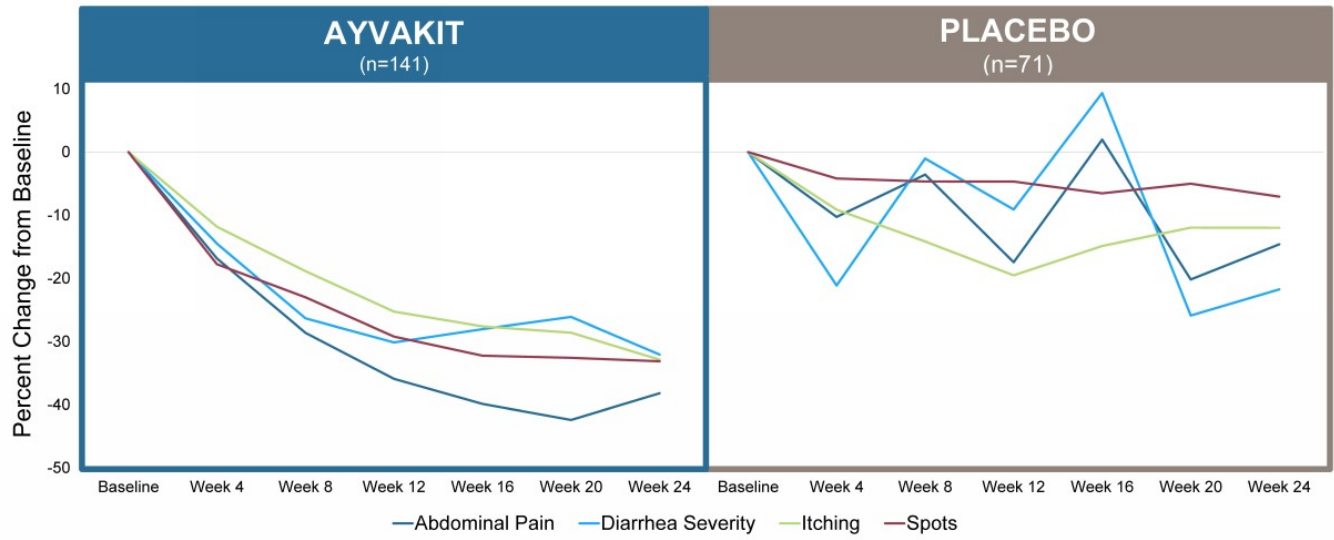 AYVAKIT
(n=141)
PLACEBO
(n=71)
Percent Change from Baseline
10
0
-10
-20
-30
-40
-50
Baseline Week 4 Week 8 Week 12 Week 16 Week 20 Week 24
Baseline Week 4 Week 8 Week 12 Week 16 Week 20 Week 24
Abdominal Pain Diarrhea Severity Itching Spots